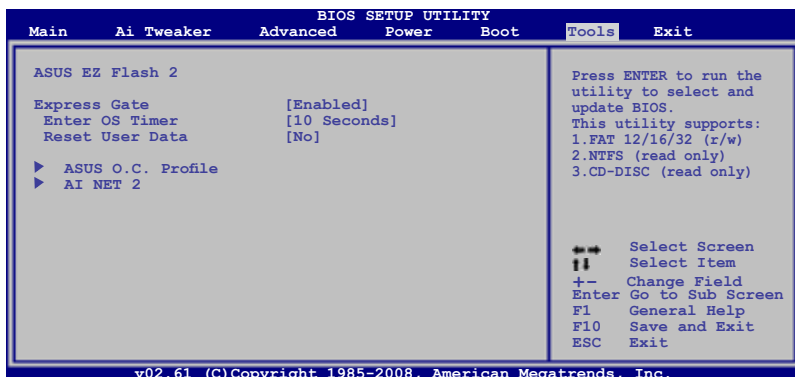 BIOS SETUP UTILITY
Main Ai Tweaker Advanced Power Boot Tools Exit
ASUS EZ Flash 2
Express Gate [Enabled]
Enter OS Timer [10 Seconds]
Reset User Data [No]
ASUS O.C. Profile
AI NET 2
Press ENTER to run the
utility to select and
update BIOS.
This utility supports:
1.FAT 12/16/32 (r/w)
2.NTFS (read only)
3.CD-DISC (read only)
←→ Select Screen
↑↓ Select Item
+- Change Field
Enter Go to Sub Screen
F1 General Help
F10 Save and Exit
ESC Exit
v02.61 (C)Copyright 1985-2008, American Megatrends, Inc.